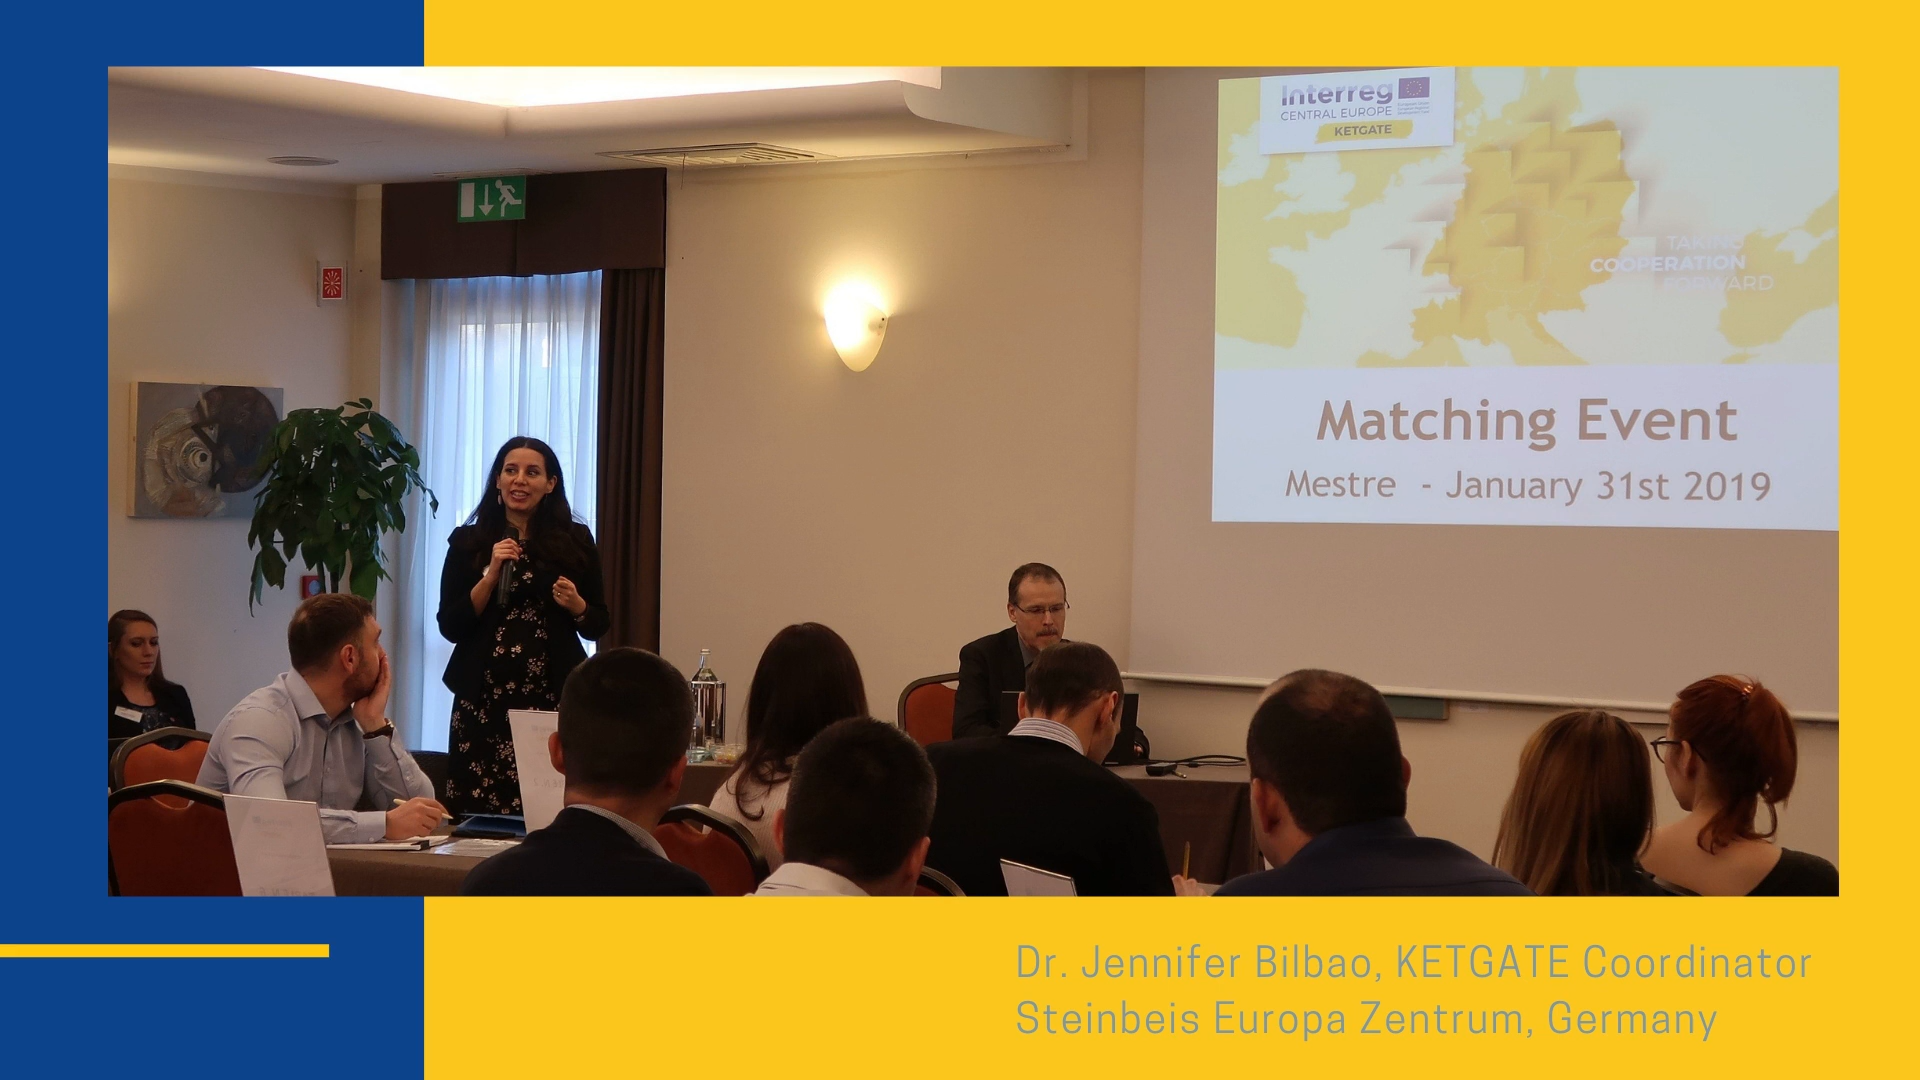 Interreg
CENTRAL EUROPE
KETGATE
TAKING
COOPERATION
FORWARD
Matching Event
Mestre - January 31st 2019
Dr. Jennifer Bilbao, KETGATE Coordinator
Steinbeis Europa Zentrum, Germany